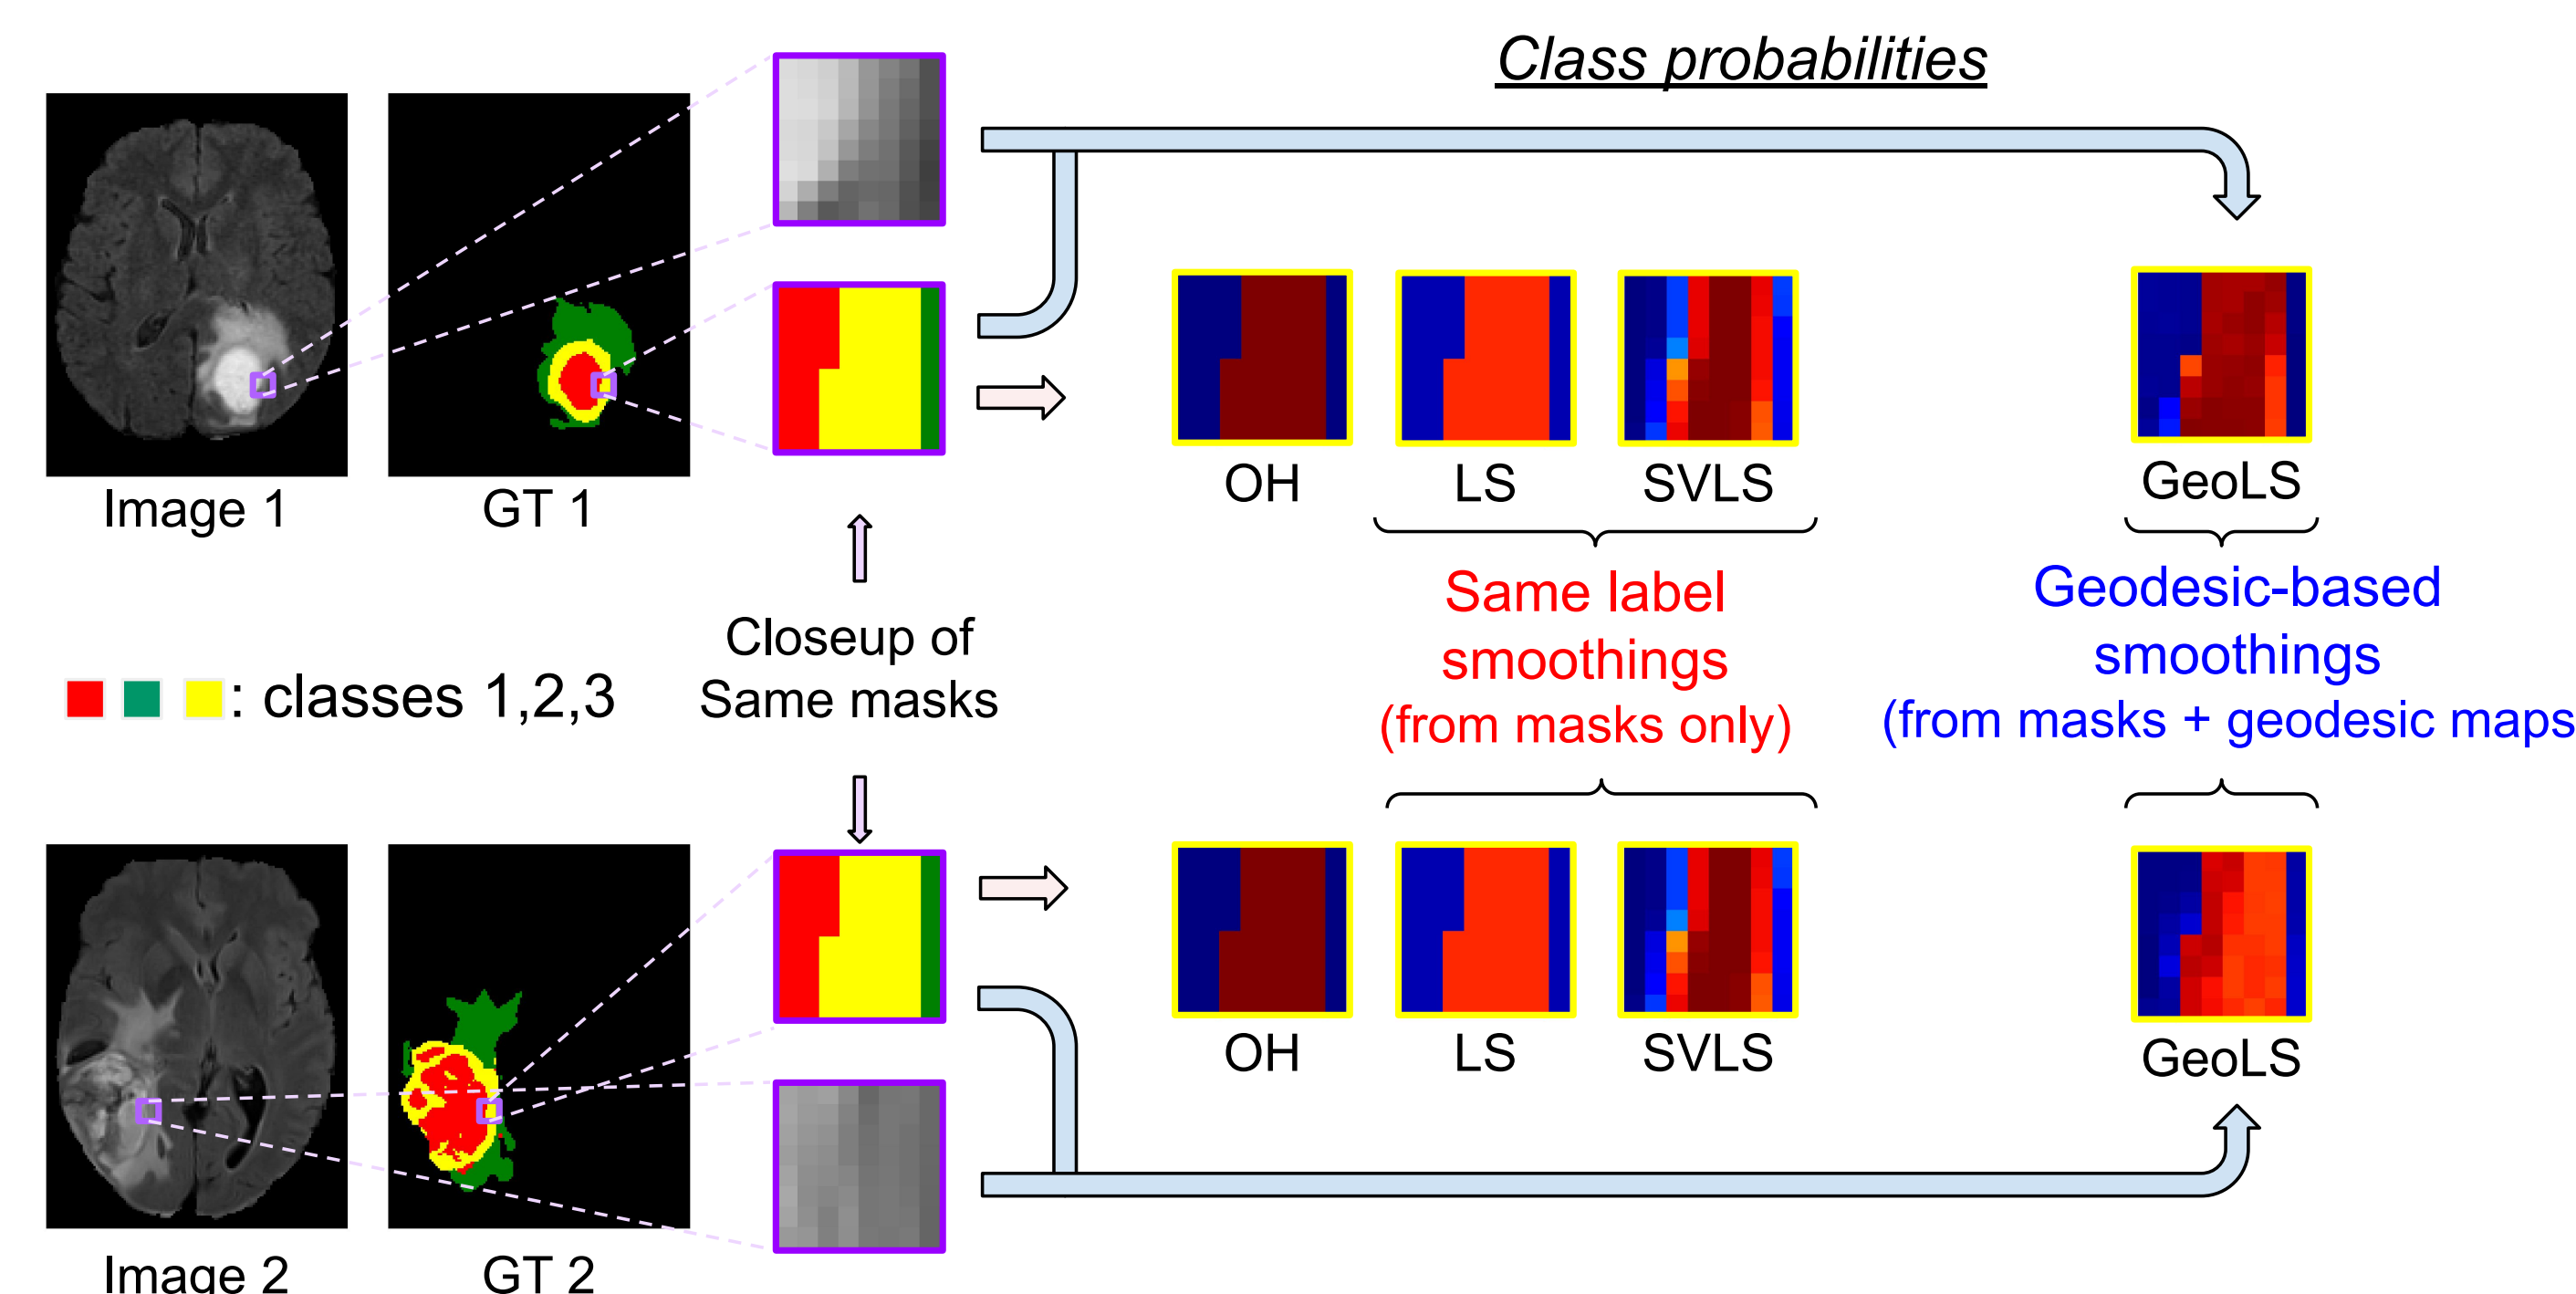 Class probabilities
OH
LS
SVLS
GeoLS
Image 1
GT 1
Same label
smoothings
(from masks only)
Geodesic-based
smoothings
(from masks + geodesic maps
Closeup of
Same masks
: classes 1,2,3
OH
LS
SVLS
GeoLS
Image 2
GT 2